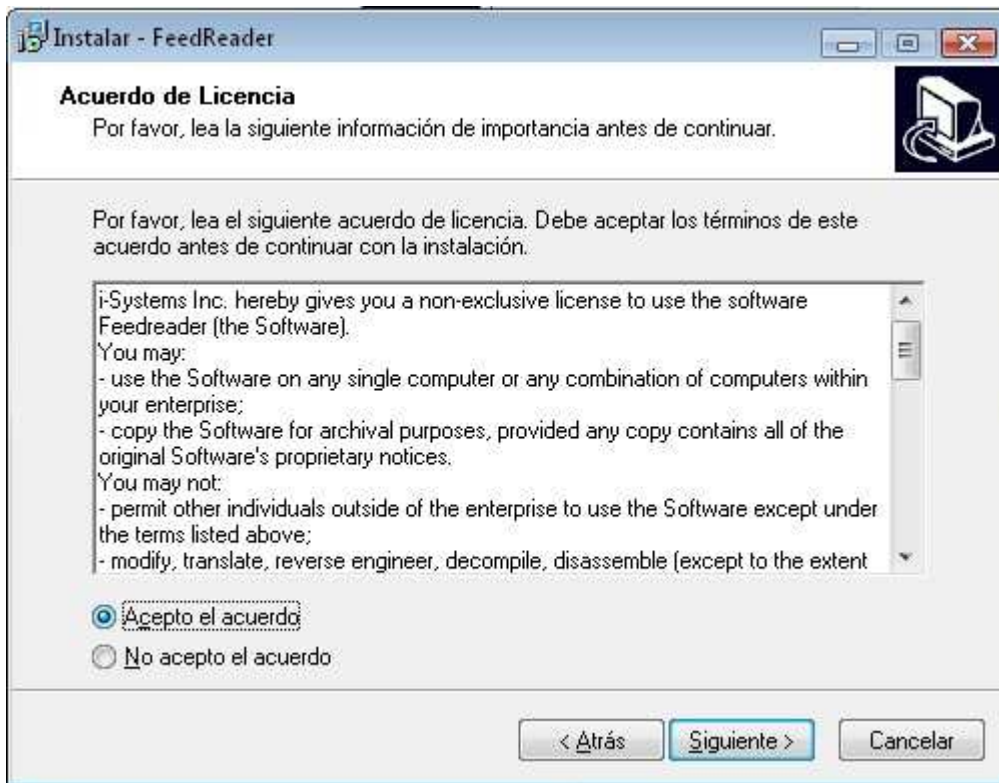 Instalar - FeedReader
Acuerdo de Licencia
Por favor, lea la siguiente información de importancia antes de continuar.
Por favor, lea el siguiente acuerdo de licencia. Debe aceptar los términos de este
acuerdo antes de continuar con la instalación.
i-Systems Inc. hereby gives you a non-exclusive license to use the software
Feedreader (the Software).
You may:
- use the Software on any single computer or any combination of computers within
your enterprise;
- copy the Software for archival purposes, provided any copy contains all of the
original Software's proprietary notices.
You may not:
- permit other individuals outside of the enterprise to use the Software except under
the terms listed above;
- modify, translate, reverse engineer, decompile, disassemble (except to the extent
Acepto el acuerdo
No acepto el acuerdo
< Atrás Siguiente > Cancelar